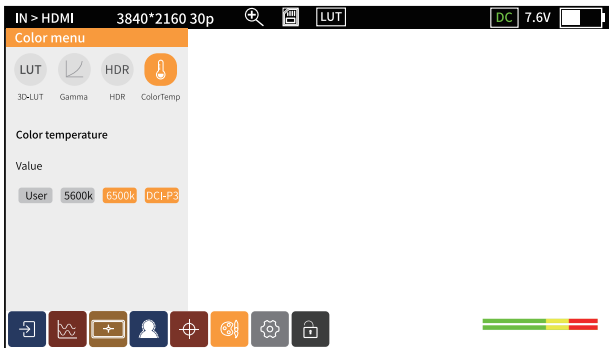 IN > HDMI 3840*2160 30p LUT DC 7.6V
Color menu
LUT HDR
3D-LUT Gamma HDR ColorTemp
Color temperature
Value
User 5600k 6500k DCI-P3